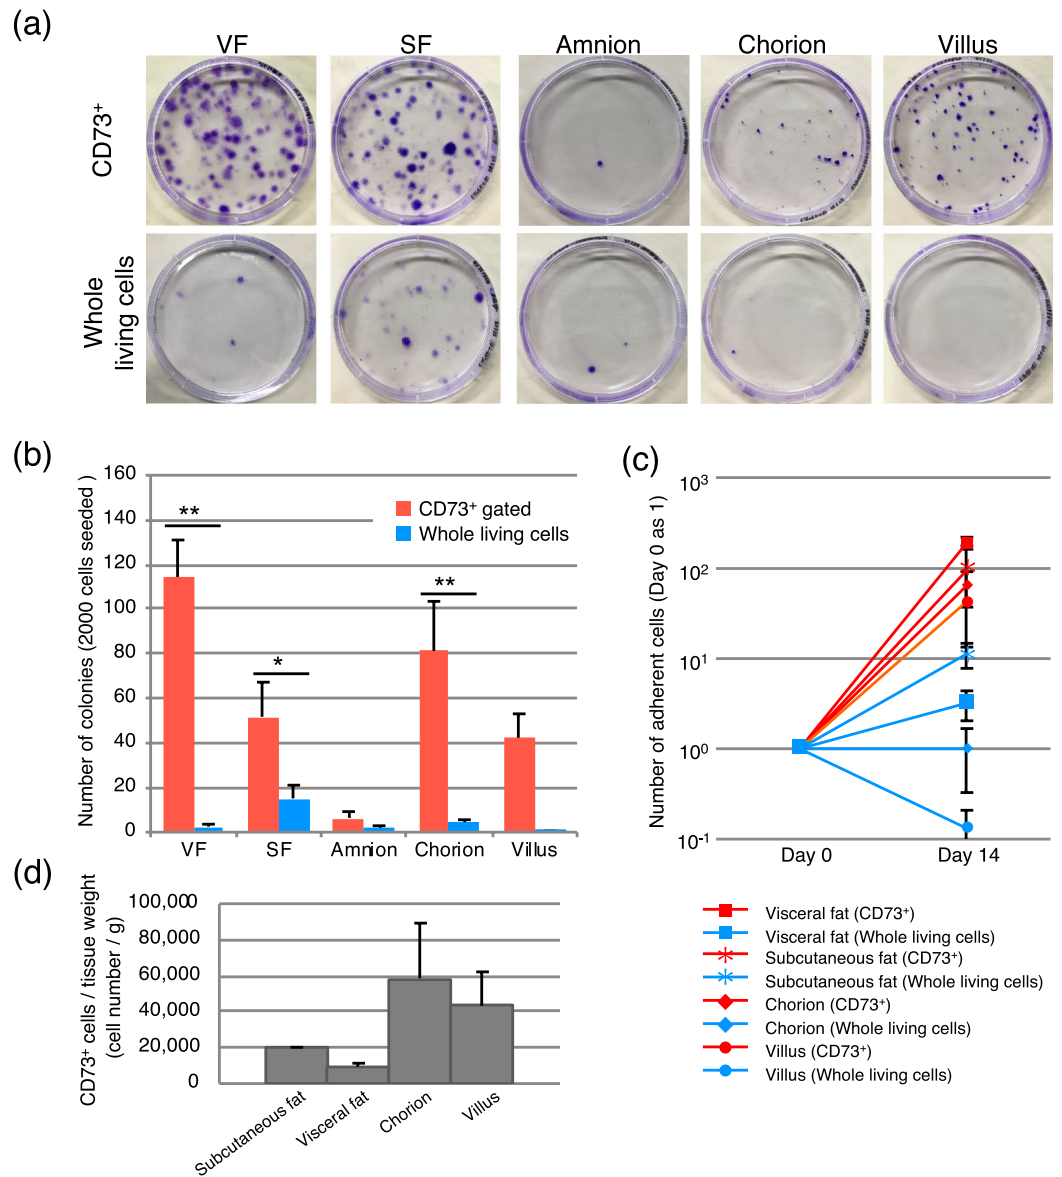 (a)
VF SF Amnion Chorion Villus
CD73⁺
Whole
living cells
(b)
Number of colonies (2000 cells seeded )
160
140
120
100
80
60
40
20
0
CD73⁺ gated
Whole living cells
**
*
**
VF SF Amnion Chorion Villus
(c)
Number of adherent cells (Day 0 as 1)
10³
10²
10¹
10⁰
10⁻¹
Day 0 Day 14
Visceral fat (CD73⁺)
Visceral fat (Whole living cells)
Subcutaneous fat (CD73⁺)
Subcutaneous fat (Whole living cells)
Chorion (CD73⁺)
Chorion (Whole living cells)
Villus (CD73⁺)
Villus (Whole living cells)
(d)
CD73⁺ cells / tissue weight
(cell number / g)
100,000
80,000
60,000
40,000
20,000
0
Subcutaneous fat
Visceral fat
Chorion
Villus